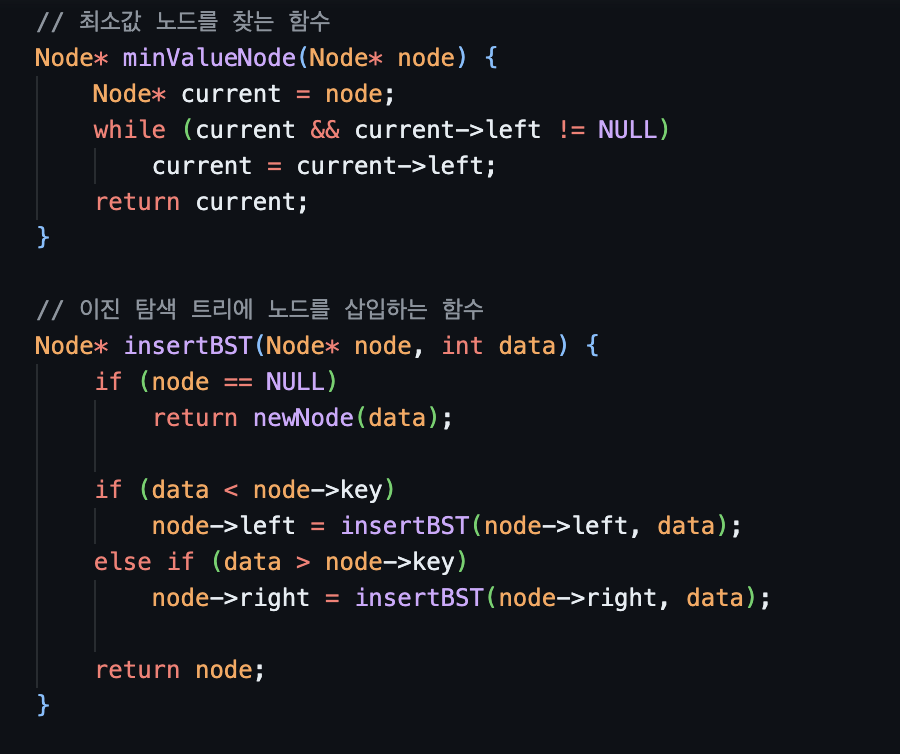 // 최소값 노드를 찾는 함수
Node* minValueNode(Node* node) {
    Node* current = node;
    while (current && current->left != NULL)
        current = current->left;
    return current;
}

// 이진 탐색 트리에 노드를 삽입하는 함수
Node* insertBST(Node* node, int data) {
    if (node == NULL)
        return newNode(data);

    if (data < node->key)
        node->left = insertBST(node->left, data);
    else if (data > node->key)
        node->right = insertBST(node->right, data);

    return node;
}